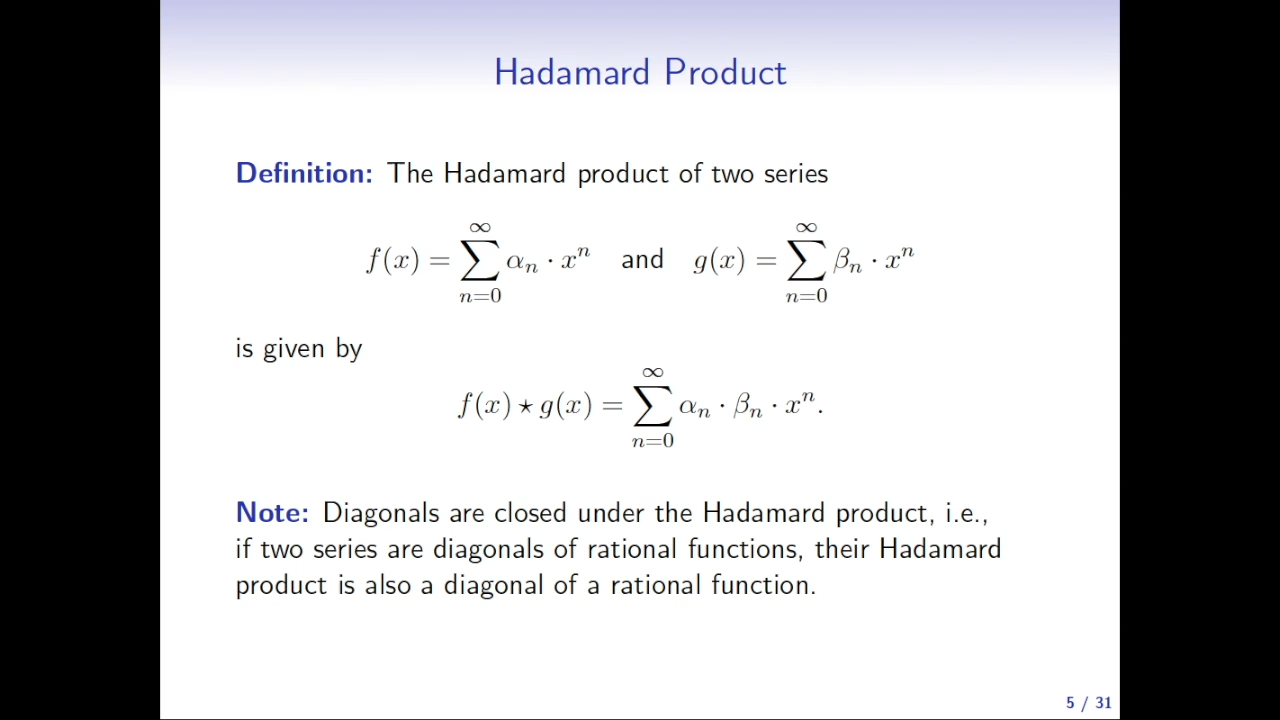 Hadamard Product
Definition: The Hadamard product of two series
f(x) = ∑_{n=0}^{∞} α_n · x^n and g(x) = ∑_{n=0}^{∞} β_n · x^n
is given by
f(x) ⋆ g(x) = ∑_{n=0}^{∞} α_n · β_n · x^n.
Note: Diagonals are closed under the Hadamard product, i.e.,
if two series are diagonals of rational functions, their Hadamard
product is also a diagonal of a rational function.
5 / 31